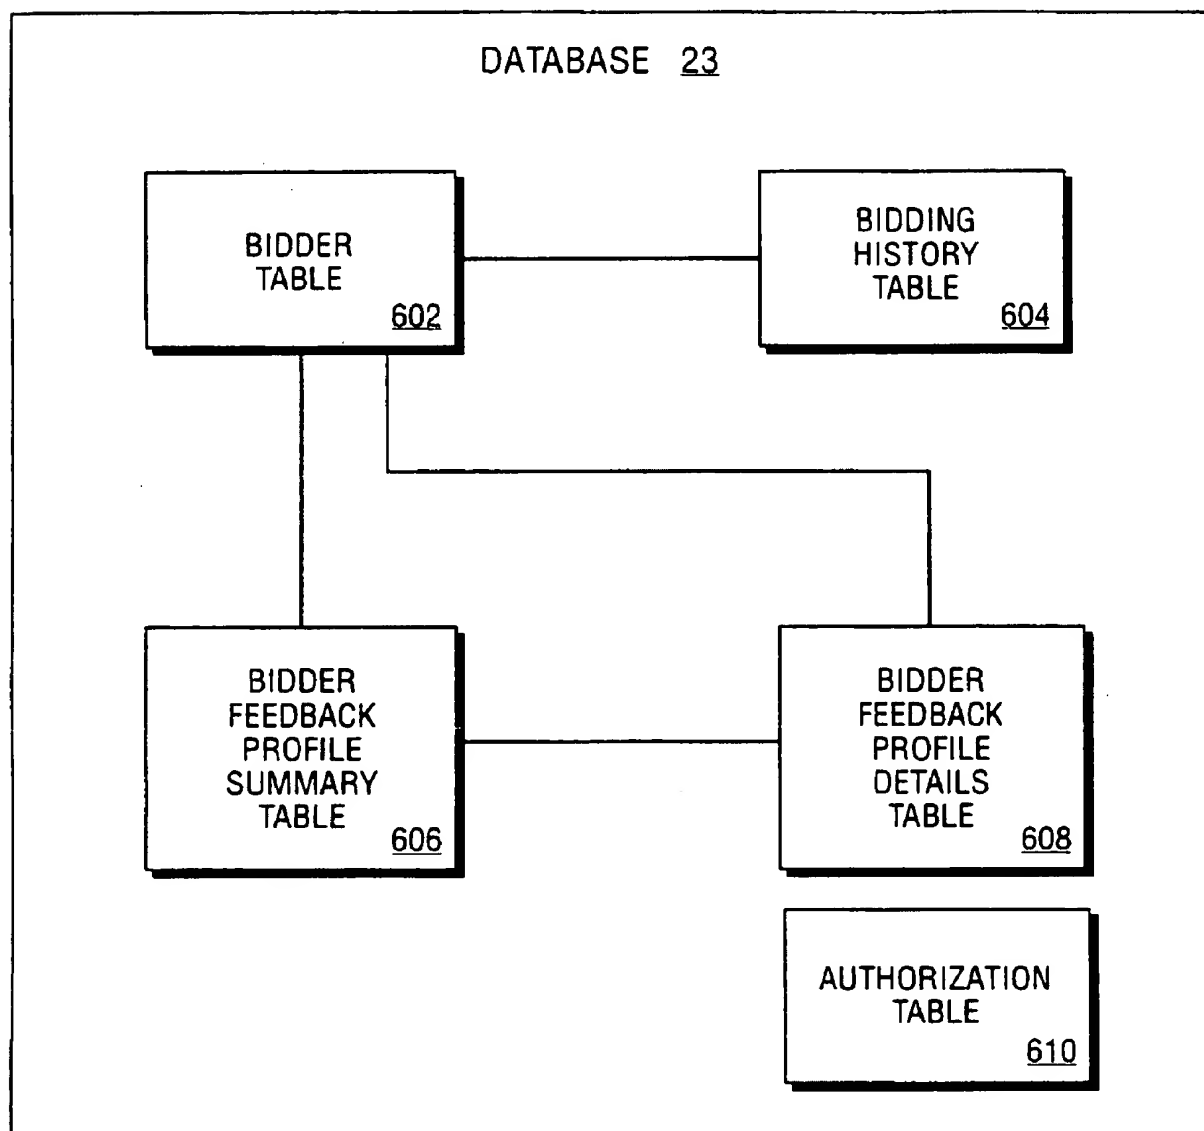 DATABASE 23
BIDDER
TABLE
602
BIDDING
HISTORY
TABLE
604
BIDDER
FEEDBACK
PROFILE
SUMMARY
TABLE
606
BIDDER
FEEDBACK
PROFILE
DETAILS
TABLE
608
AUTHORIZATION
TABLE
610